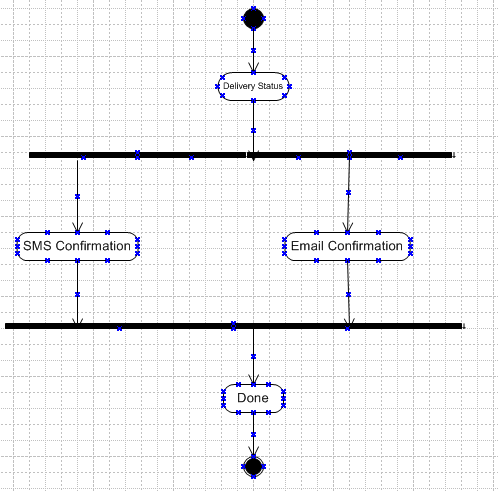 Delivery Status
SMS Confirmation
Email Confirmation
Done